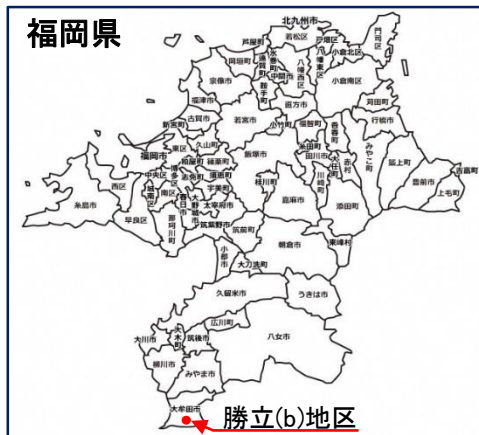 福岡県
北九州市
門司区
芦屋町
若松区
戸畑区
小倉北区
水巻町
遠賀町
岡垣町
中間市
八幡西区
八幡東区
小倉南区
宗像市
鞍手町
苅田町
福津市
直方市
行橋市
古賀市
宮若市
小竹町
福智町
香春町
みやこ町
新宮町
久山町
糸田町
田川市
大任町
赤村
築上町
吉富町
東区
福岡市
粕屋町
篠栗町
飯塚市
豊前市
上毛町
中央区
博多区
志免町
須恵町
川崎町
西区
城南区
南区
宇美町
桂川町
嘉麻市
添田町
糸島市
早良区
春日市
大野城市
太宰府市
那珂川町
筑紫野市
筑前町
東峰村
朝倉市
小郡市
大刀洗町
久留米市
うきは市
大川市
大木町
広川町
筑後市
八女市
柳川市
みやま市
大牟田市
勝立(b)地区